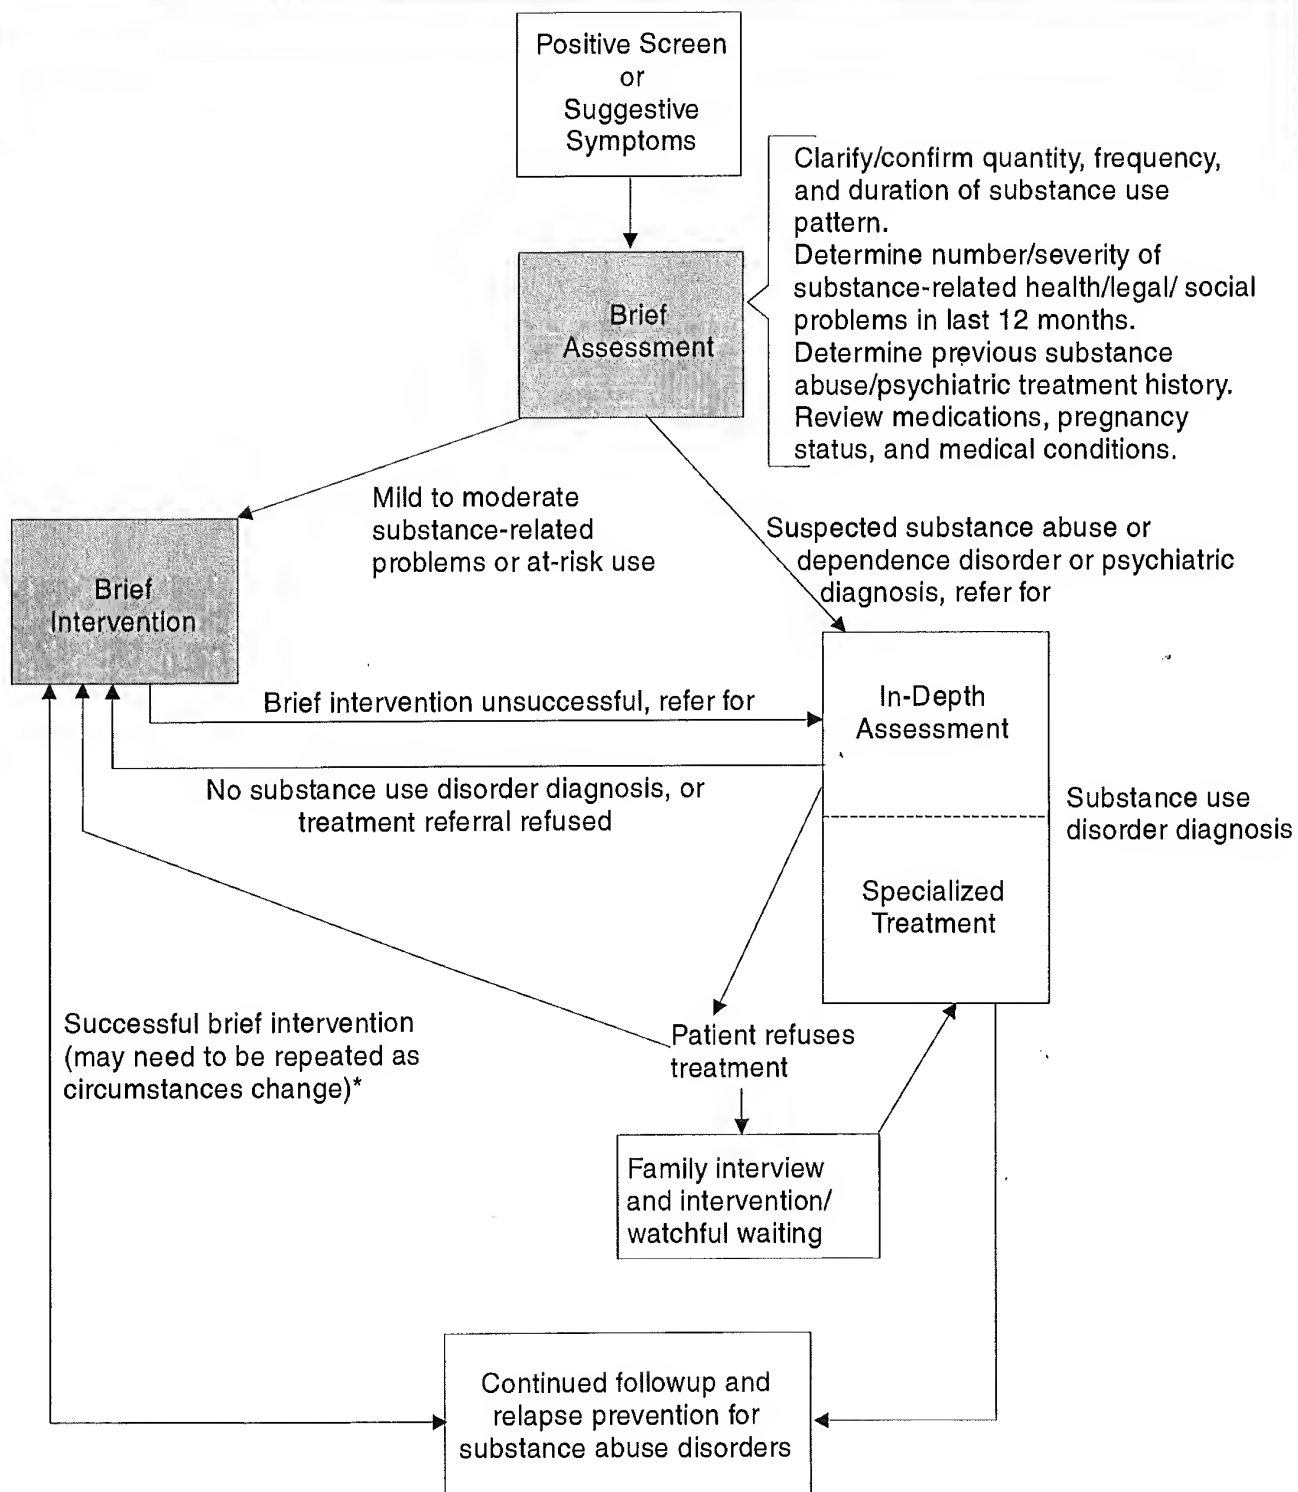 Positive Screen
or
Suggestive
Symptoms
Clarify/confirm quantity, frequency,
and duration of substance use
pattern.
Determine number/severity of
substance-related health/legal/ social
problems in last 12 months.
Determine previous substance
abuse/psychiatric treatment history.
Review medications, pregnancy
status, and medical conditions.
Brief
Assessment
Mild to moderate
substance-related
problems or at-risk use
Suspected substance abuse or
dependence disorder or psychiatric
diagnosis, refer for
Brief
Intervention
Brief intervention unsuccessful, refer for
In-Depth
Assessment
No substance use disorder diagnosis, or
treatment referral refused
Substance use
disorder diagnosis
Specialized
Treatment
Successful brief intervention
(may need to be repeated as
circumstances change)*
Patient refuses
treatment
Family interview
and intervention/
watchful waiting
Continued followup and
relapse prevention for
substance abuse disorders